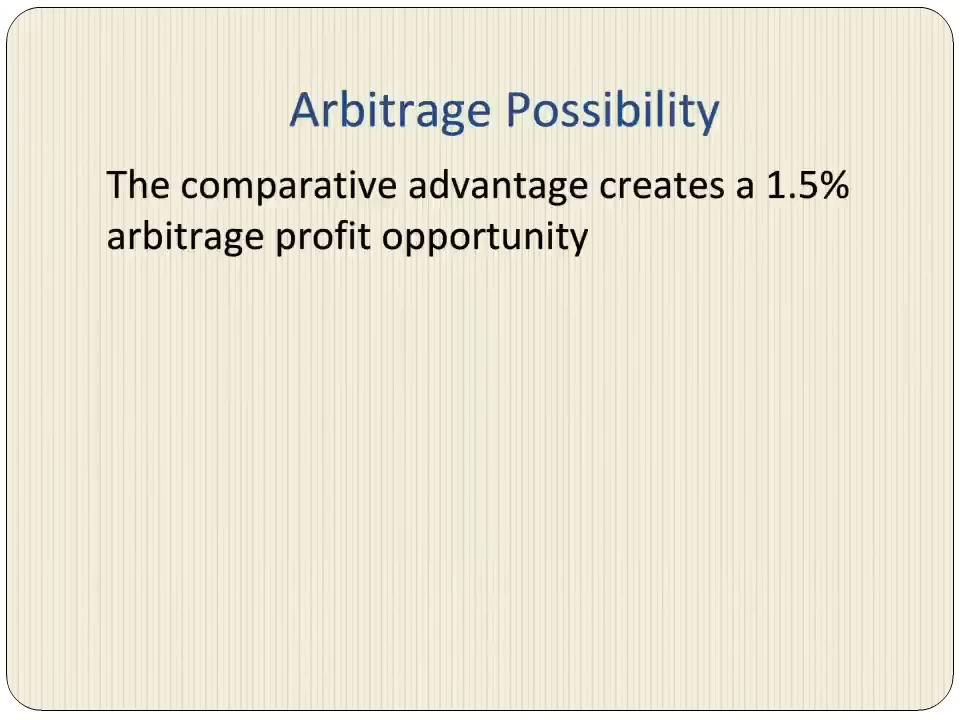 Arbitrage Possibility
The comparative advantage creates a 1.5%
arbitrage profit opportunity